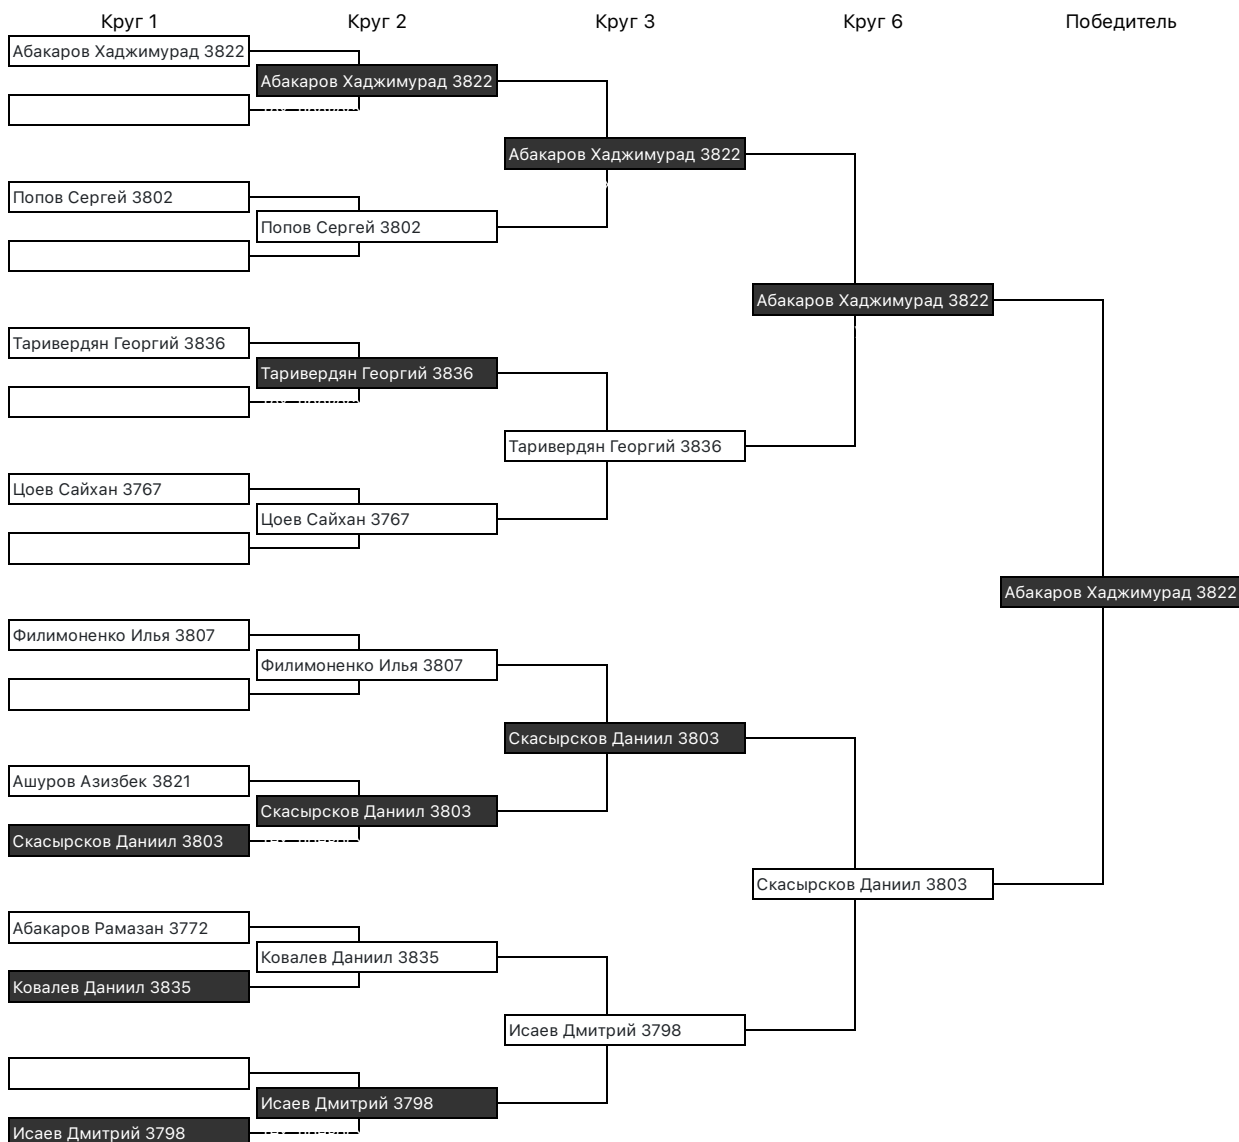 Круг 1 Круг 2 Круг 3 Круг 6 Победитель
Абакаров Хаджимурад 3822
Абакаров Хаджимурад 3822
Абакаров Хаджимурад 3822
Попов Сергей 3802
Попов Сергей 3802
Абакаров Хаджимурад 3822
Таривердян Георгий 3836
Таривердян Георгий 3836
Таривердян Георгий 3836
Цоев Сайхан 3767
Цоев Сайхан 3767
Абакаров Хаджимурад 3822
Филимоненко Илья 3807
Филимоненко Илья 3807
Скасырсков Даниил 3803
Ашуров Азизбек 3821
Скасырсков Даниил 3803
Скасырсков Даниил 3803
Скасырсков Даниил 3803
Абакаров Рамазан 3772
Ковалев Даниил 3835
Ковалев Даниил 3835
Исаев Дмитрий 3798
Исаев Дмитрий 3798
Исаев Дмитрий 3798